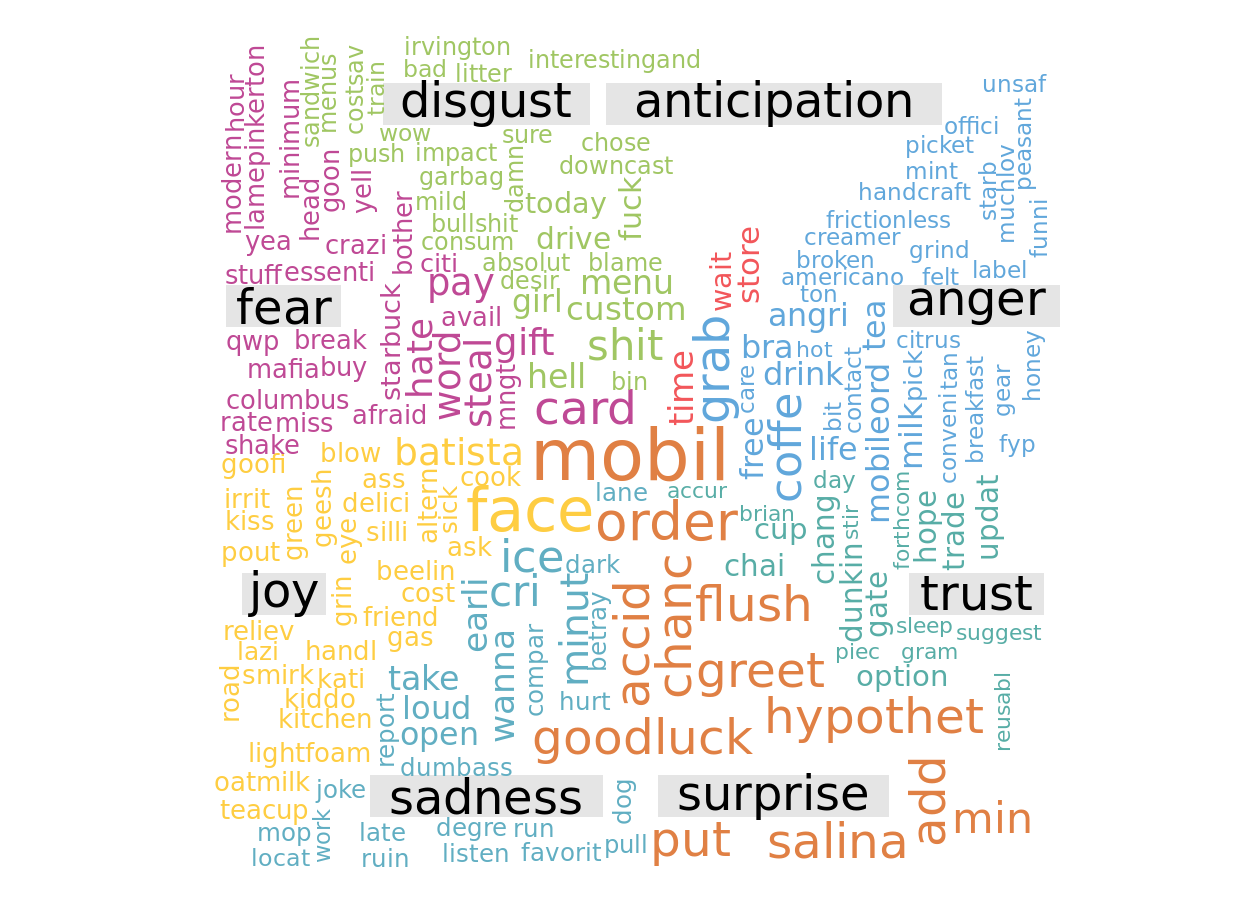 irvington
interestingand
bad
litter
disgust
anticipation
unsaf
modern
hour
lamepinkerton
minimum
sandwich
menus
costsav
train
wow
sure
chose
push
impact
downcast
garbag
damn
mild
today
fuck
bullshit
head
goon
yell
bother
yea
crazi
consum
drive
citi
absolut
blame
stuff
essenti
pay
desir
menu
girl
custom
offici
peasant
picket
mint
starb
muchlov
handcraft
frictionless
funni
creamer
grind
broken
americano
felt
label
ton
wait
store
fear
anger
starbuck
avail
angri
tea
hate
word
steal
gift
shit
grab
bra
hot
citrus
qwp
break
mafia
buy
mngt
hell
bin
time
care
drink
contact
pick
conveni
tan
breakfast
gear
honey
columbus
card
rate
miss
afraid
free
coffe
bit
mobileord
milk
shake
goofi
blow
batista
mobil
life
fyp
ass
cook
irrit
green
geesh
delici
altern
sick
face
lane
accur
day
kiss
eye
silli
order
brian
cup
chang
stir
forthcom
hope
trade
updat
pout
ask
ice
dark
chai
beelin
joy
trust
grin
cost
earli
cri
minut
betray
accid
chanc
flush
dunkin
gate
friend
sleep
suggest
reliev
gas
lazi
handl
wanna
compar
piec
gram
road
smirk
kati
take
greet
option
kiddo
report
loud
hurt
kitchen
open
goodluck
hypothet
reusabl
lightfoam
dumbass
oatmilk
joke
sadness
surprise
dog
add
teacup
work
min
mop
late
degre
run
put
salina
locat
ruin
listen
favorit
pull